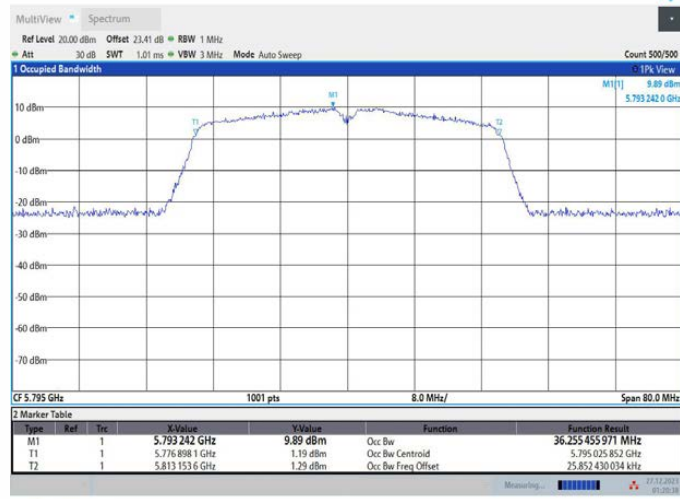 MultiView Spectrum
Ref Level 20.00 dBm Offset 23.41 dB RBW 1 MHz
Att 30 dB SWT 1.01 ms VBW 3 MHz Mode Auto Sweep Count 500/500
1 Occupied Bandwidth 1Pk View
M1[1] 9.89 dBm
5.793 242 0 GHz
M1
10 dBm
T1 T2
0 dBm
-10 dBm
-20 dBm
-30 dBm
-40 dBm
-50 dBm
-60 dBm
-70 dBm
CF 5.795 GHz 1001 pts 8.0 MHz/ Span 80.0 MHz
2 Marker Table
Type Ref Trc X-Value Y-Value Function Function Result
M1 1 5.793 242 GHz 9.89 dBm Occ Bw 36.255 455 971 MHz
T1 1 5.776 898 1 GHz 1.19 dBm Occ Bw Centroid 5.795 025 852 GHz
T2 1 5.813 153 6 GHz 1.29 dBm Occ Bw Freq Offset 25.852 430 034 kHz
Measuring... 27.12.2023
01:20:38